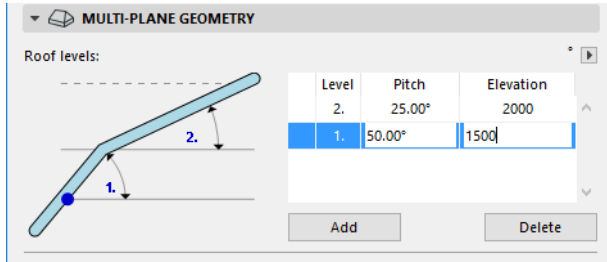 MULTI-PLANE GEOMETRY
Roof levels:
°
Level Pitch Elevation
2. 25.00° 2000
1. 50.00° 1500
2.
1.
Add Delete